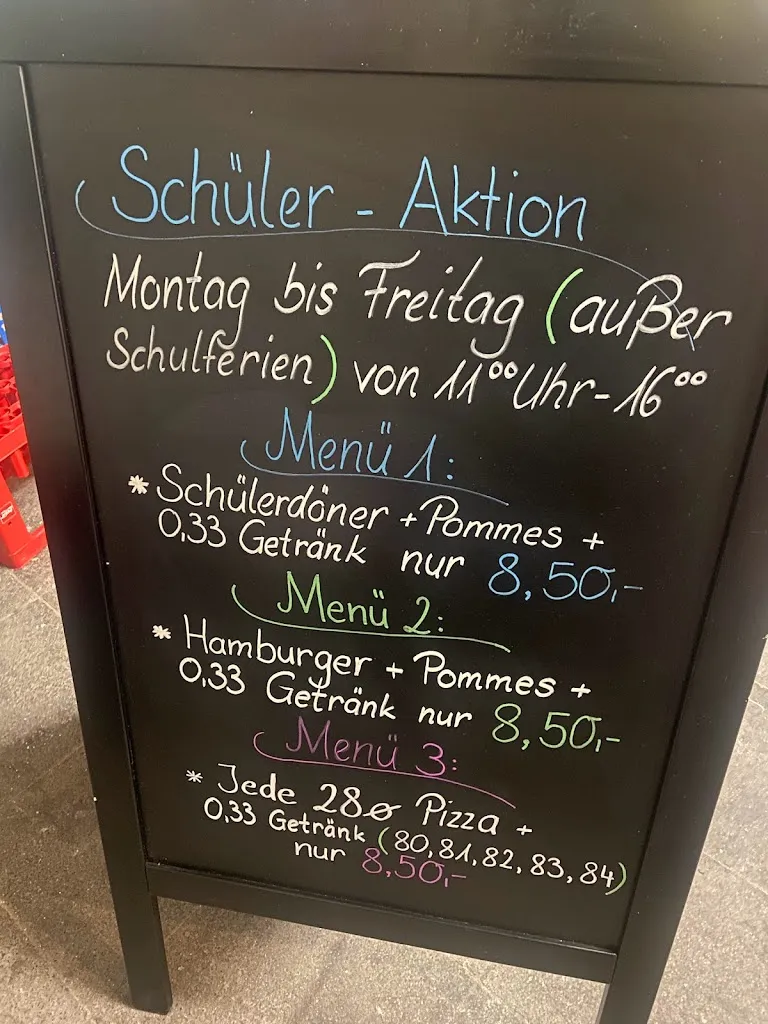 Schüler - Aktion
Montag bis Freitag (außer
Schulferien) von 11⁰⁰ Uhr - 16⁰⁰
Menü 1:
* Schülerdöner + Pommes +
0,33 Getränk nur 8,50,-
Menü 2:
* Hamburger + Pommes +
0,33 Getränk nur 8,50,-
Menü 3:
* Jede 28ø Pizza +
0,33 Getränk (80,81,82,83,84)
nur 8,50,-